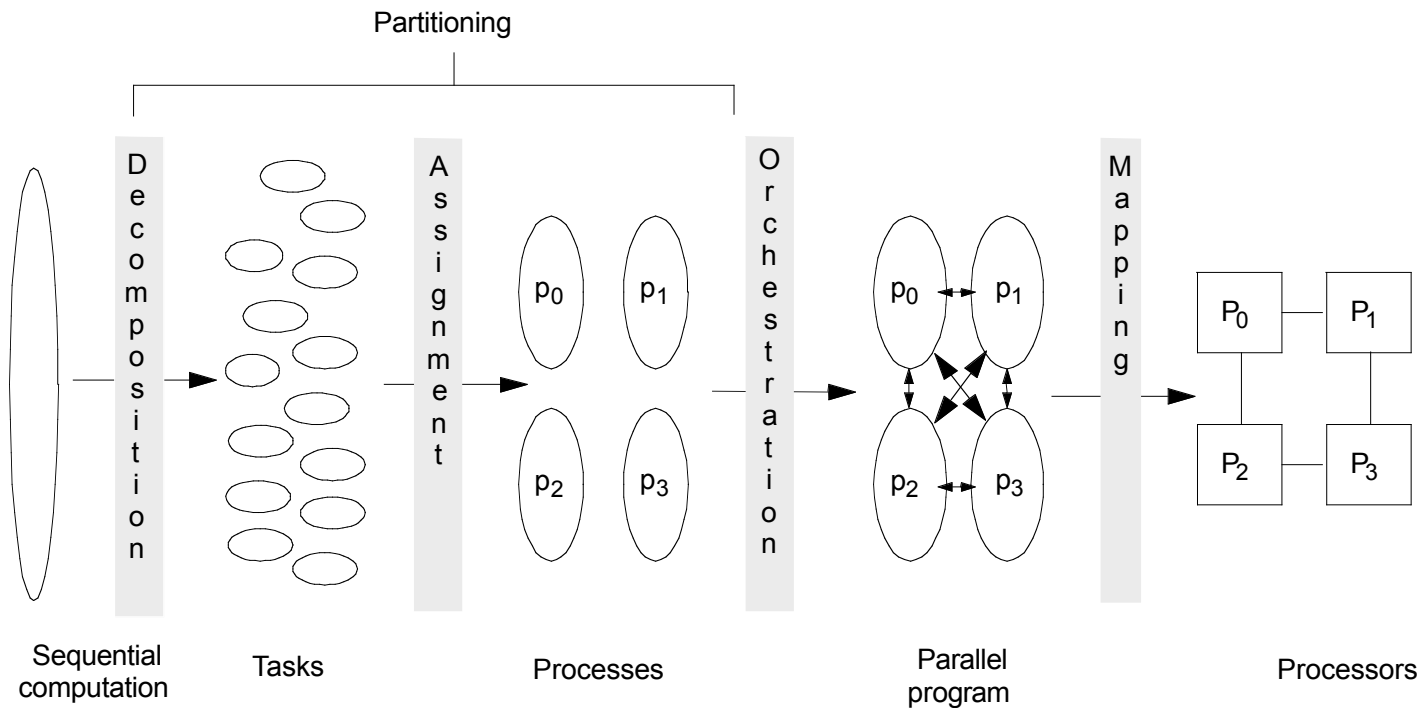 Partitioning
Decomposition
Assignment
Orchestration
Mapping
p0
p1
p2
p3
p0
p1
p2
p3
P0
P1
P2
P3
Sequential
computation
Tasks
Processes
Parallel
program
Processors